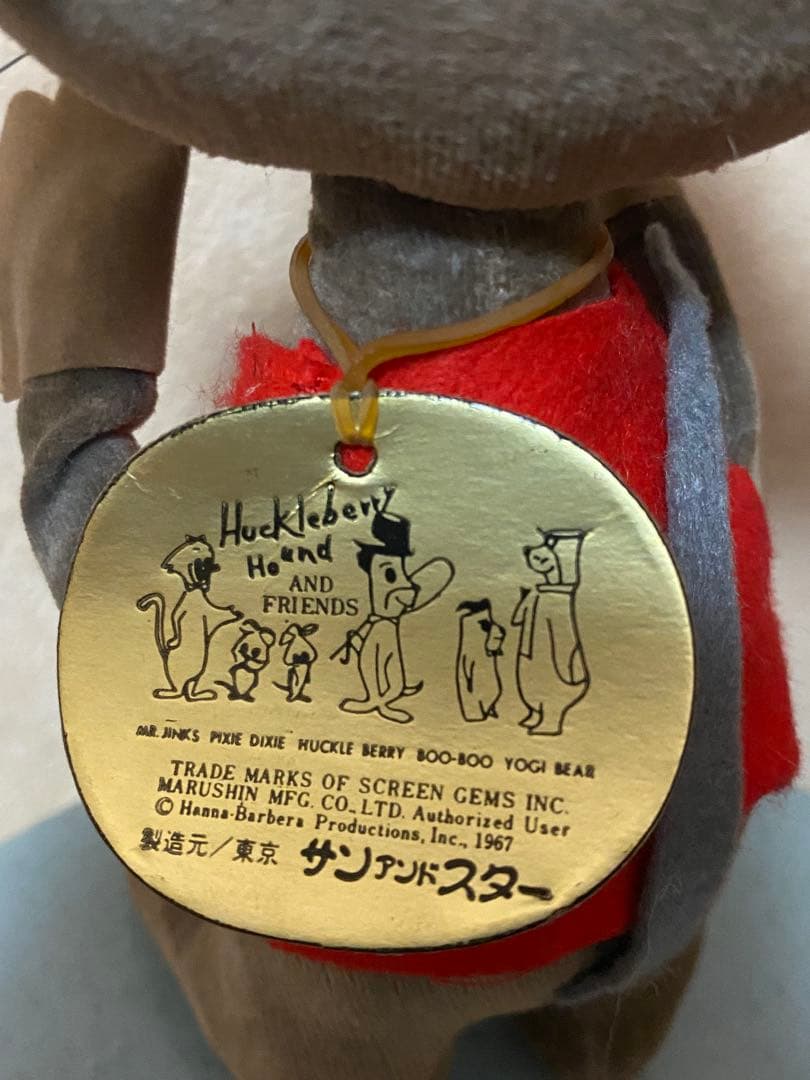 Huckleberry
Hound
AND
FRIENDS
MR. JINKS PIXIE DIXIE HUCKLE BERRY BOO-BOO YOGI BEAR
TRADE MARKS OF SCREEN GEMS INC.
MARUSHIN MFG. CO., LTD. Authorized User
© Hanna-Barbera Productions, Inc., 1967
製造元/東京 サンアンドスター